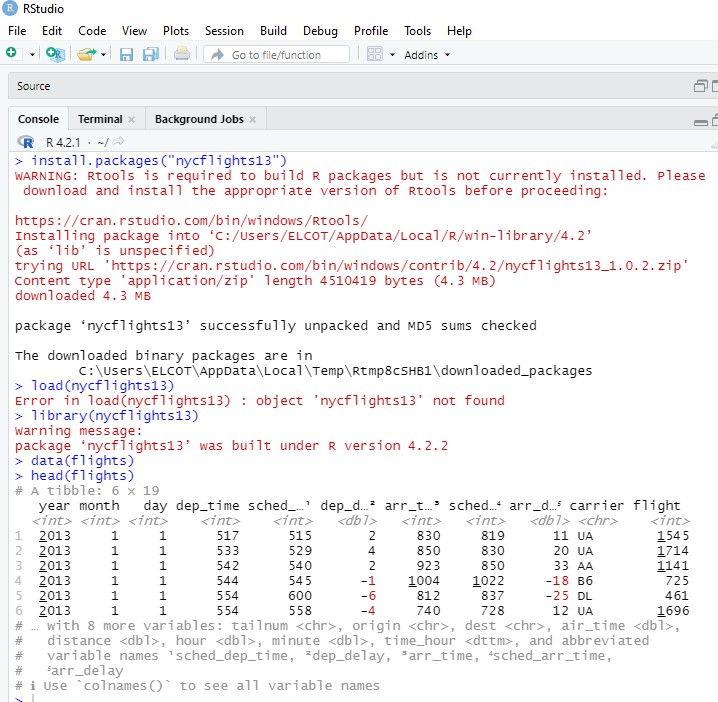 RStudio
File Edit Code View Plots Session Build Debug Profile Tools Help
Go to file/function Addins
Source
Console Terminal × Background Jobs ×
R R 4.2.1 · ~/
> install.packages("nycflights13")
WARNING: Rtools is required to build R packages but is not currently installed. Please
 download and install the appropriate version of Rtools before proceeding:

https://cran.rstudio.com/bin/windows/Rtools/
Installing package into ‘C:/Users/ELCOT/AppData/Local/R/win-library/4.2’
(as ‘lib’ is unspecified)
trying URL 'https://cran.rstudio.com/bin/windows/contrib/4.2/nycflights13_1.0.2.zip'
Content type 'application/zip' length 4510419 bytes (4.3 MB)
downloaded 4.3 MB

package ‘nycflights13’ successfully unpacked and MD5 sums checked

The downloaded binary packages are in
        C:\Users\ELCOT\AppData\Local\Temp\Rtmp8cSHB1\downloaded_packages
> load(nycflights13)
Error in load(nycflights13) : object 'nycflights13' not found
> library(nycflights13)
Warning message:
package ‘nycflights13’ was built under R version 4.2.2
> data(flights)
> head(flights)
# A tibble: 6 × 19
   year month   day dep_time sched_…¹ dep_d…² arr_t…³ sched…⁴ arr_d…⁵ carrier flight
  <int> <int> <int>    <int>    <int>   <dbl>   <int>   <int>   <dbl> <chr>    <int>
1  2013     1     1      517      515       2     830     819      11 UA        1545
2  2013     1     1      533      529       4     850     830      20 UA        1714
3  2013     1     1      542      540       2     923     850      33 AA        1141
4  2013     1     1      544      545      -1    1004    1022     -18 B6         725
5  2013     1     1      554      600      -6     812     837     -25 DL         461
6  2013     1     1      554      558      -4     740     728      12 UA        1696
# … with 8 more variables: tailnum <chr>, origin <chr>, dest <chr>, air_time <dbl>,
#   distance <dbl>, hour <dbl>, minute <dbl>, time_hour <dttm>, and abbreviated
#   variable names ¹sched_dep_time, ²dep_delay, ³arr_time, ⁴sched_arr_time,
#   ⁵arr_delay
# ℹ Use `colnames()` to see all variable names
>